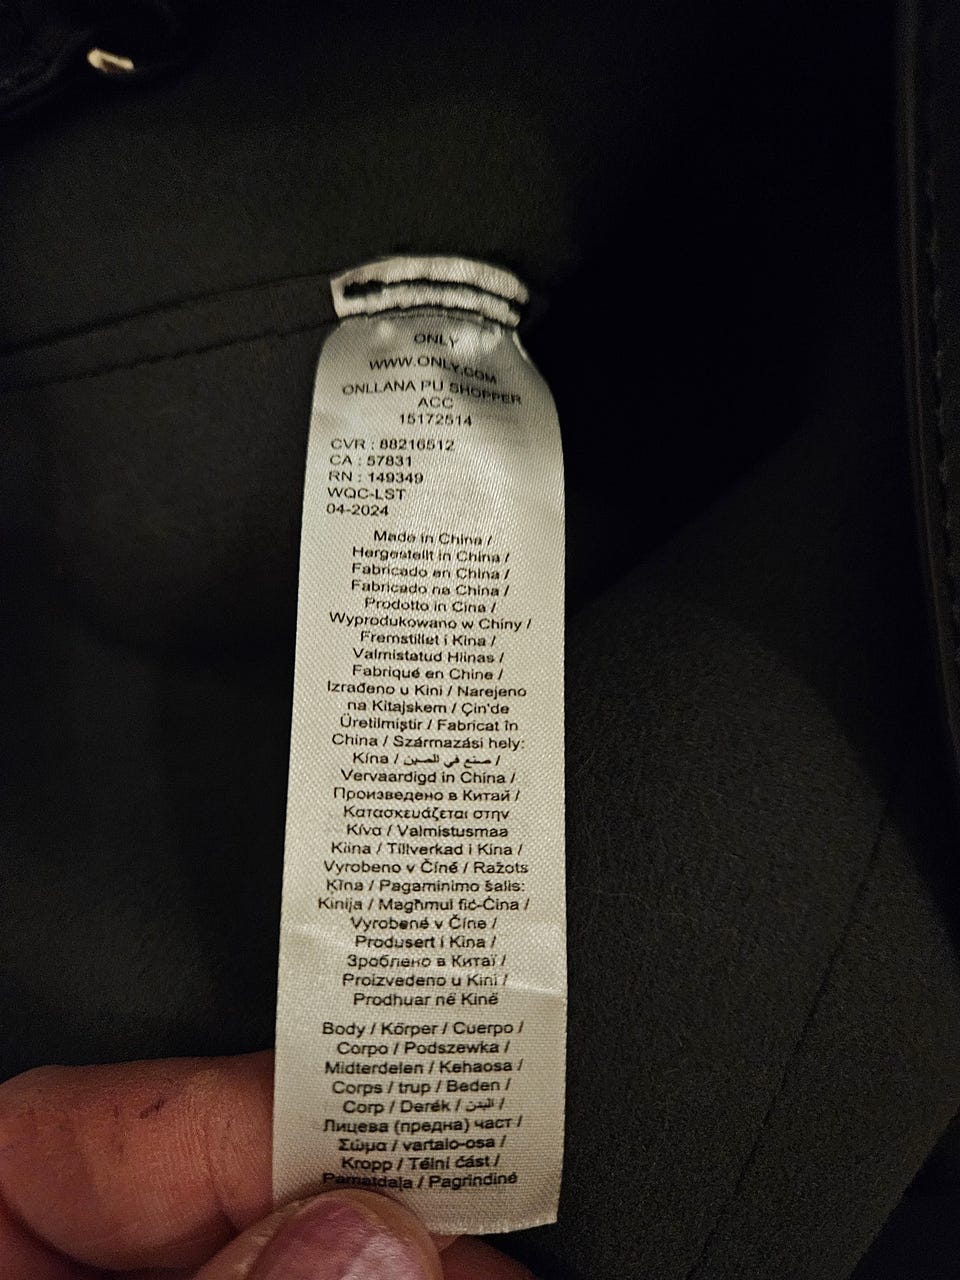 ONLY
WWW.ONLY.COM
ONLLANA PU SHOPPER
ACC
15172514
CVR : 88216512
CA : 57831
RN : 149349
WQC-LST
04-2024
Made in China /
Hergestellt in China /
Fabricado en China /
Fabricado na China /
Prodotto in Cina /
Wyprodukowano w Chiny /
Fremstillet i Kina /
Valmistatud Hiinas /
Fabriqué en Chine /
Izrađeno u Kini / Narejeno
na Kitajskem / Çin'de
Üretilmiştir / Fabricat în
China / Származási hely:
Kína / صنع في الصين /
Vervaardigd in China /
Произведено в Китай /
Κατασκευάζεται στην
Κίνα / Valmistusmaa
Kiina / Tillverkad i Kina /
Vyrobeno v Číně / Ražots
Ķīna / Pagaminimo šalis:
Kinija / Magħmul fiċ-Ċina /
Vyrobené v Číne /
Produsert i Kina /
Зроблено в Китаї /
Proizvedeno u Kini /
Prodhuar në Kinë
Body / Körper / Cuerpo /
Corpo / Podszewka /
Midterdelen / Kehaosa /
Corps / trup / Beden /
Corp / Derék / البدن /
Лицева (предна) част /
Σώμα / vartalo-osa /
Kropp / Tělní část /
Pamatdaļa / Pagrindinė